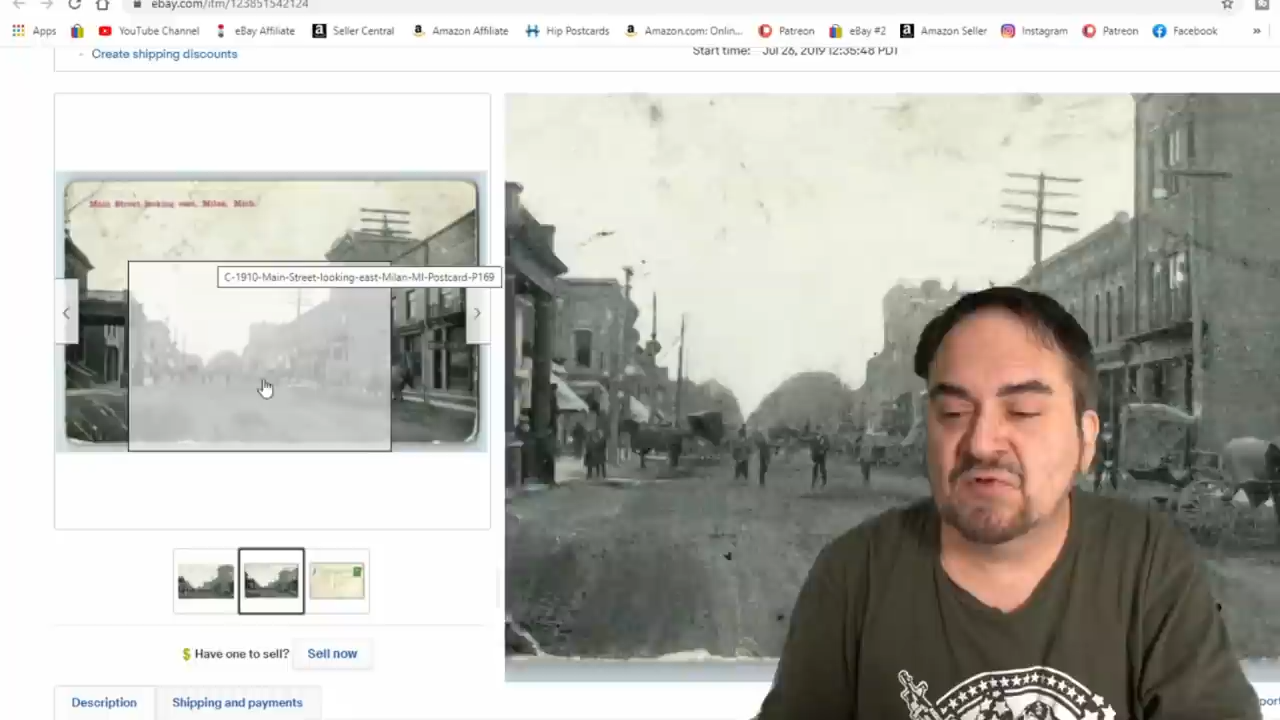 ebay.com/itm/123851542124
Apps YouTube Channel eBay Affiliate Seller Central Amazon Affiliate Hip Postcards Amazon.com: Onlin... Patreon eBay #2 Amazon Seller Instagram Patreon Facebook »
Create shipping discounts
Start time: Jul 26, 2019 12:35:48 PDT
Main Street looking east, Milan, Mich.
C-1910-Main-Street-looking-east-Milan-MI-Postcard-P169
$ Have one to sell? Sell now
Description Shipping and payments